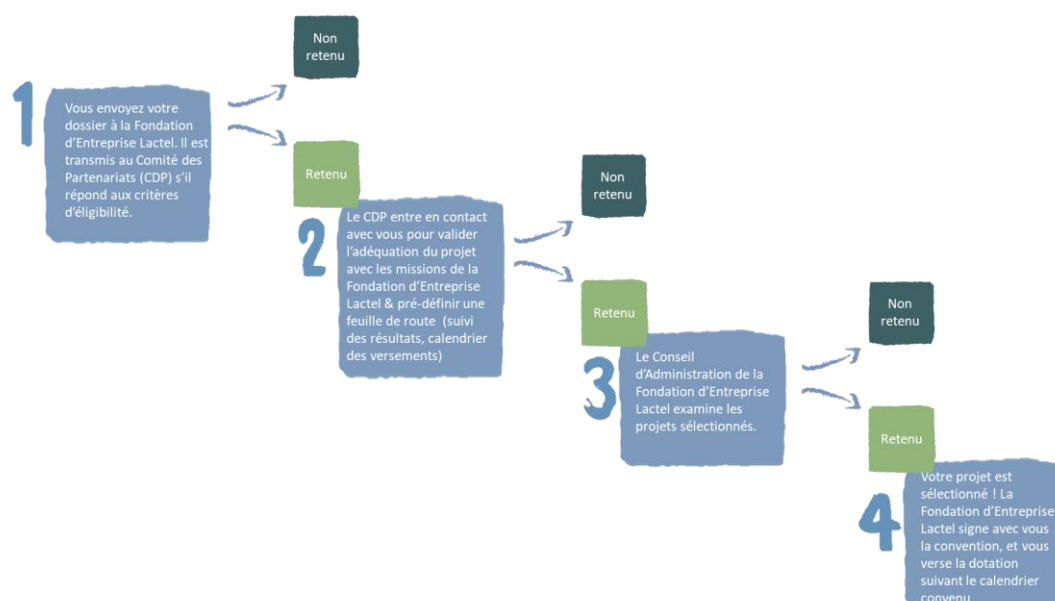 Non
retenu
1
Vous envoyez votre
dossier à la Fondation
d'Entreprise Lactel. Il est
transmis au Comité des
Partenariats (CDP) s'il
répond aux critères
d'éligibilité.
Retenu
Non
retenu
2
Le CDP entre en contact
avec vous pour valider
l'adéquation du projet
avec les missions de la
Fondation d'Entreprise
Lactel & pré-définir une
feuille de route (suivi
des résultats, calendrier
des versements)
Retenu
Non
retenu
3
Le Conseil
d'Administration de la
Fondation d'Entreprise
Lactel examine les
projets sélectionnés.
Retenu
4
Votre projet est
sélectionné ! La
Fondation d'Entreprise
Lactel signe avec vous
la convention, et vous
verse la dotation
suivant le calendrier
convenu